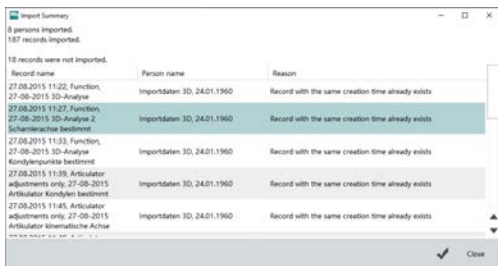 Import Summary
8 persons imported.
187 records imported.
18 records were not imported.
Record name Person name Reason
27.08.2015 11:22, Function,
27-08-2015 3D-Analyse Importdaten 3D, 24.01.1960 Record with the same creation time already exists
27.08.2015 11:27, Function,
27-08-2015 3D-Analyse 2 Importdaten 3D, 24.01.1960 Record with the same creation time already exists
Scharnierachse bestimmt
27.08.2015 11:33, Function,
27-08-2015 3D-Analyse Importdaten 3D, 24.01.1960 Record with the same creation time already exists
Kondylenpunkte bestimmt
27.08.2015 11:39, Articulator
adjustments only, 27-08-2015 Importdaten 3D, 24.01.1960 Record with the same creation time already exists
Artikulator Kondylen bestimmt
27.08.2015 11:45, Articulator
adjustments only, 27-08-2015 Importdaten 3D, 24.01.1960 Record with the same creation time already exists
Artikulator kinematische Achse
Close